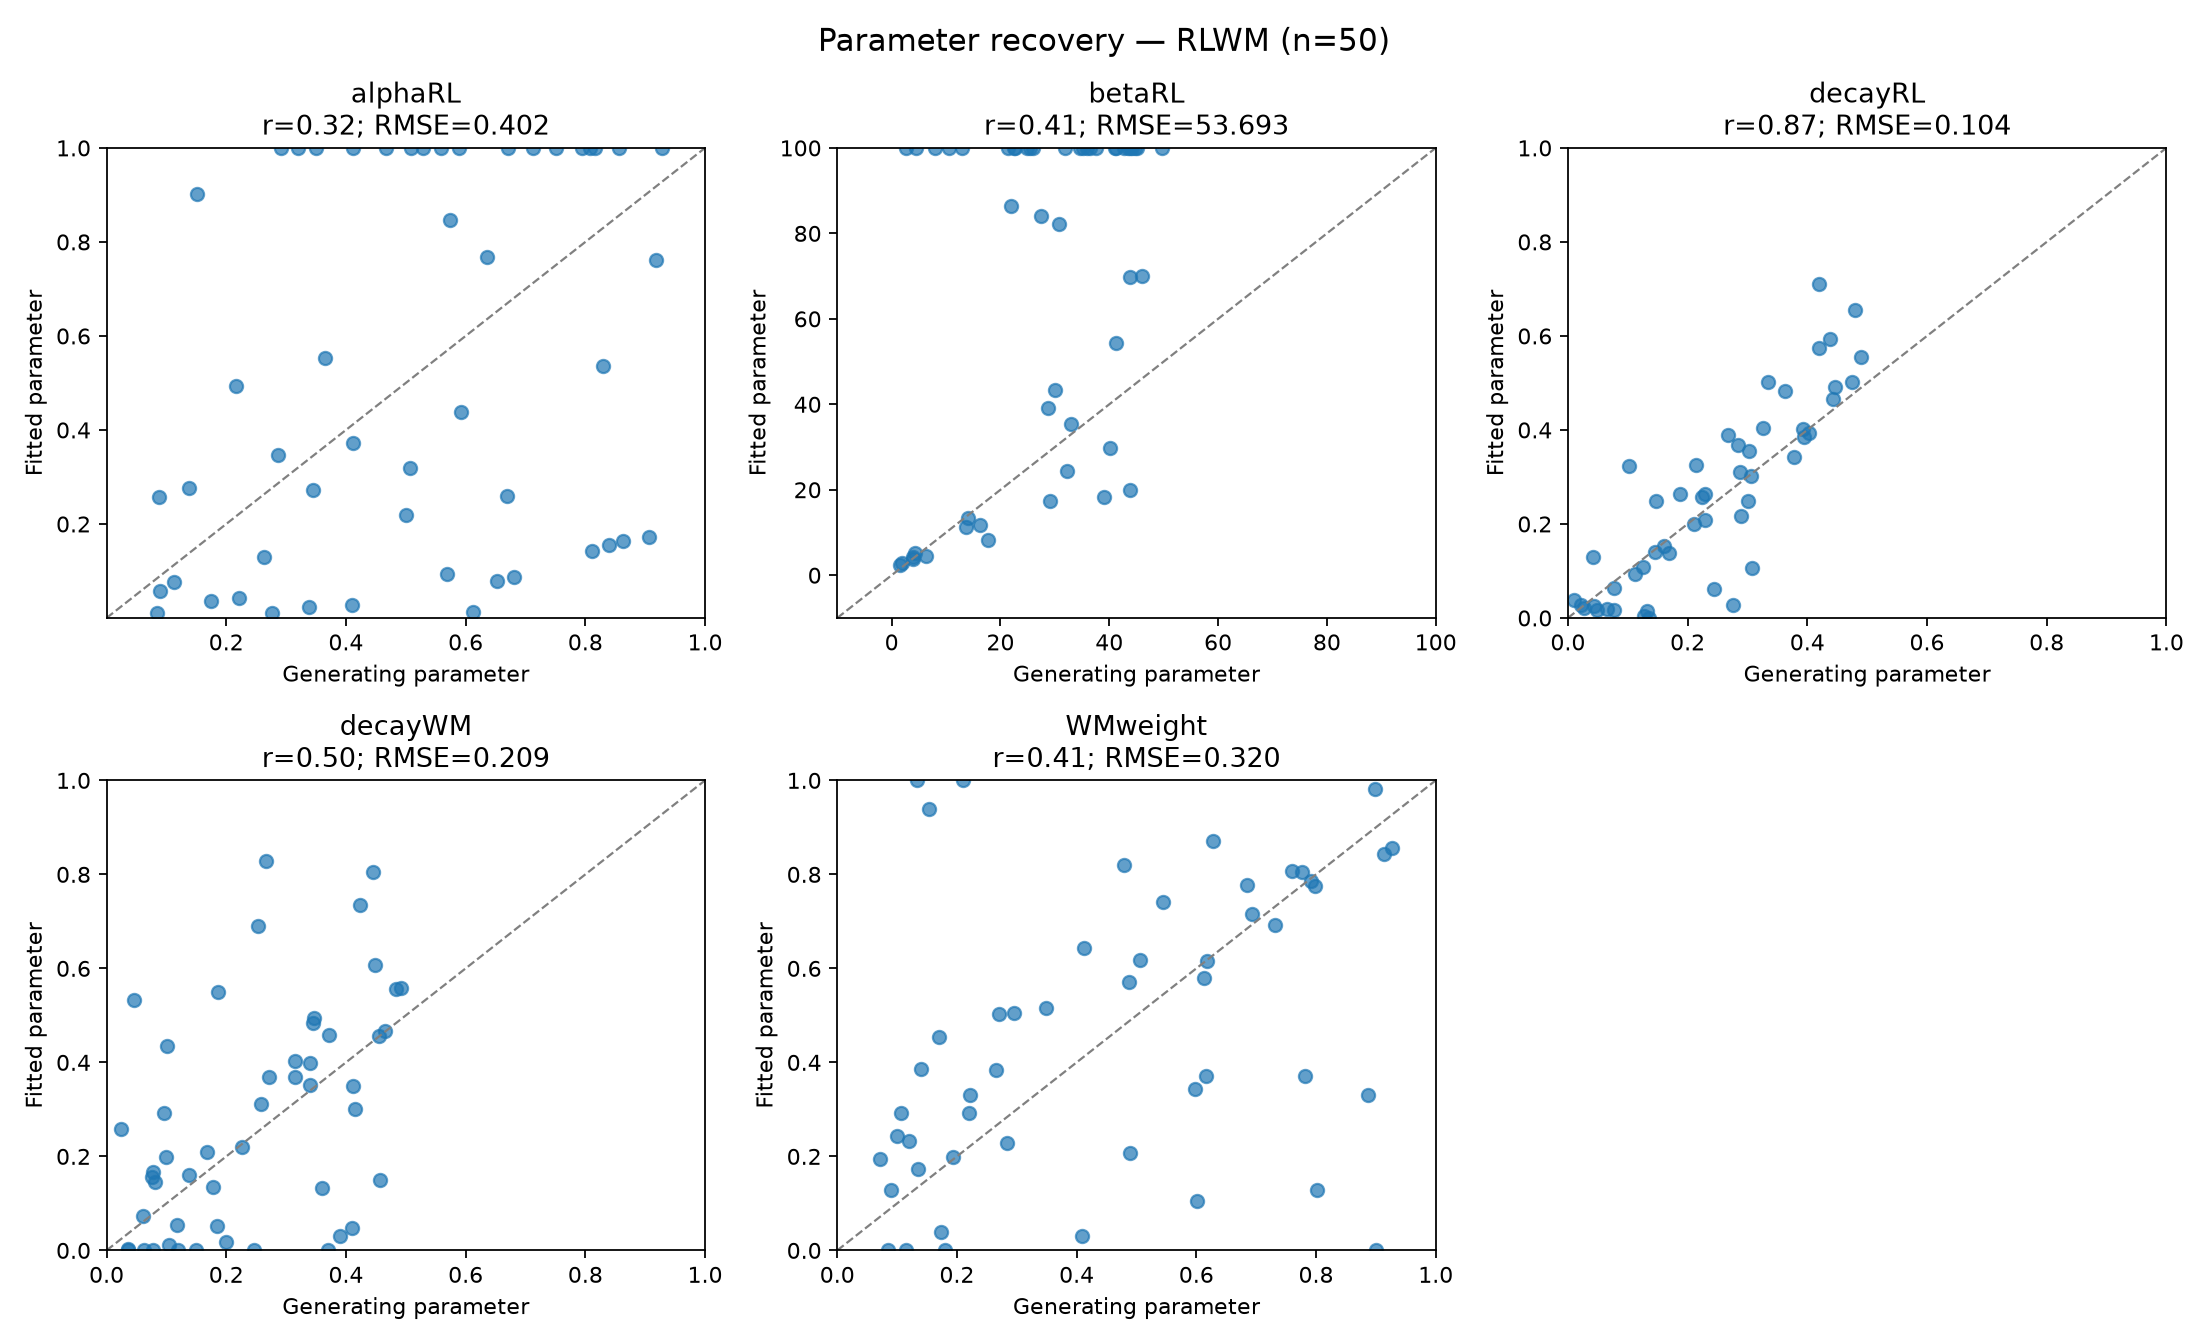 Parameter recovery — RLWM (n=50)
alphaRL
r=0.32; RMSE=0.402
1.0
0.8
0.6
0.4
0.2
Fitted parameter
0.2 0.4 0.6 0.8 1.0
Generating parameter
betaRL
r=0.41; RMSE=53.693
100
80
60
40
20
0
Fitted parameter
0 20 40 60 80 100
Generating parameter
decayRL
r=0.87; RMSE=0.104
1.0
0.8
0.6
0.4
0.2
0.0
Fitted parameter
0.0 0.2 0.4 0.6 0.8 1.0
Generating parameter
decayWM
r=0.50; RMSE=0.209
1.0
0.8
0.6
0.4
0.2
0.0
Fitted parameter
0.0 0.2 0.4 0.6 0.8 1.0
Generating parameter
WMweight
r=0.41; RMSE=0.320
1.0
0.8
0.6
0.4
0.2
0.0
Fitted parameter
0.0 0.2 0.4 0.6 0.8 1.0
Generating parameter